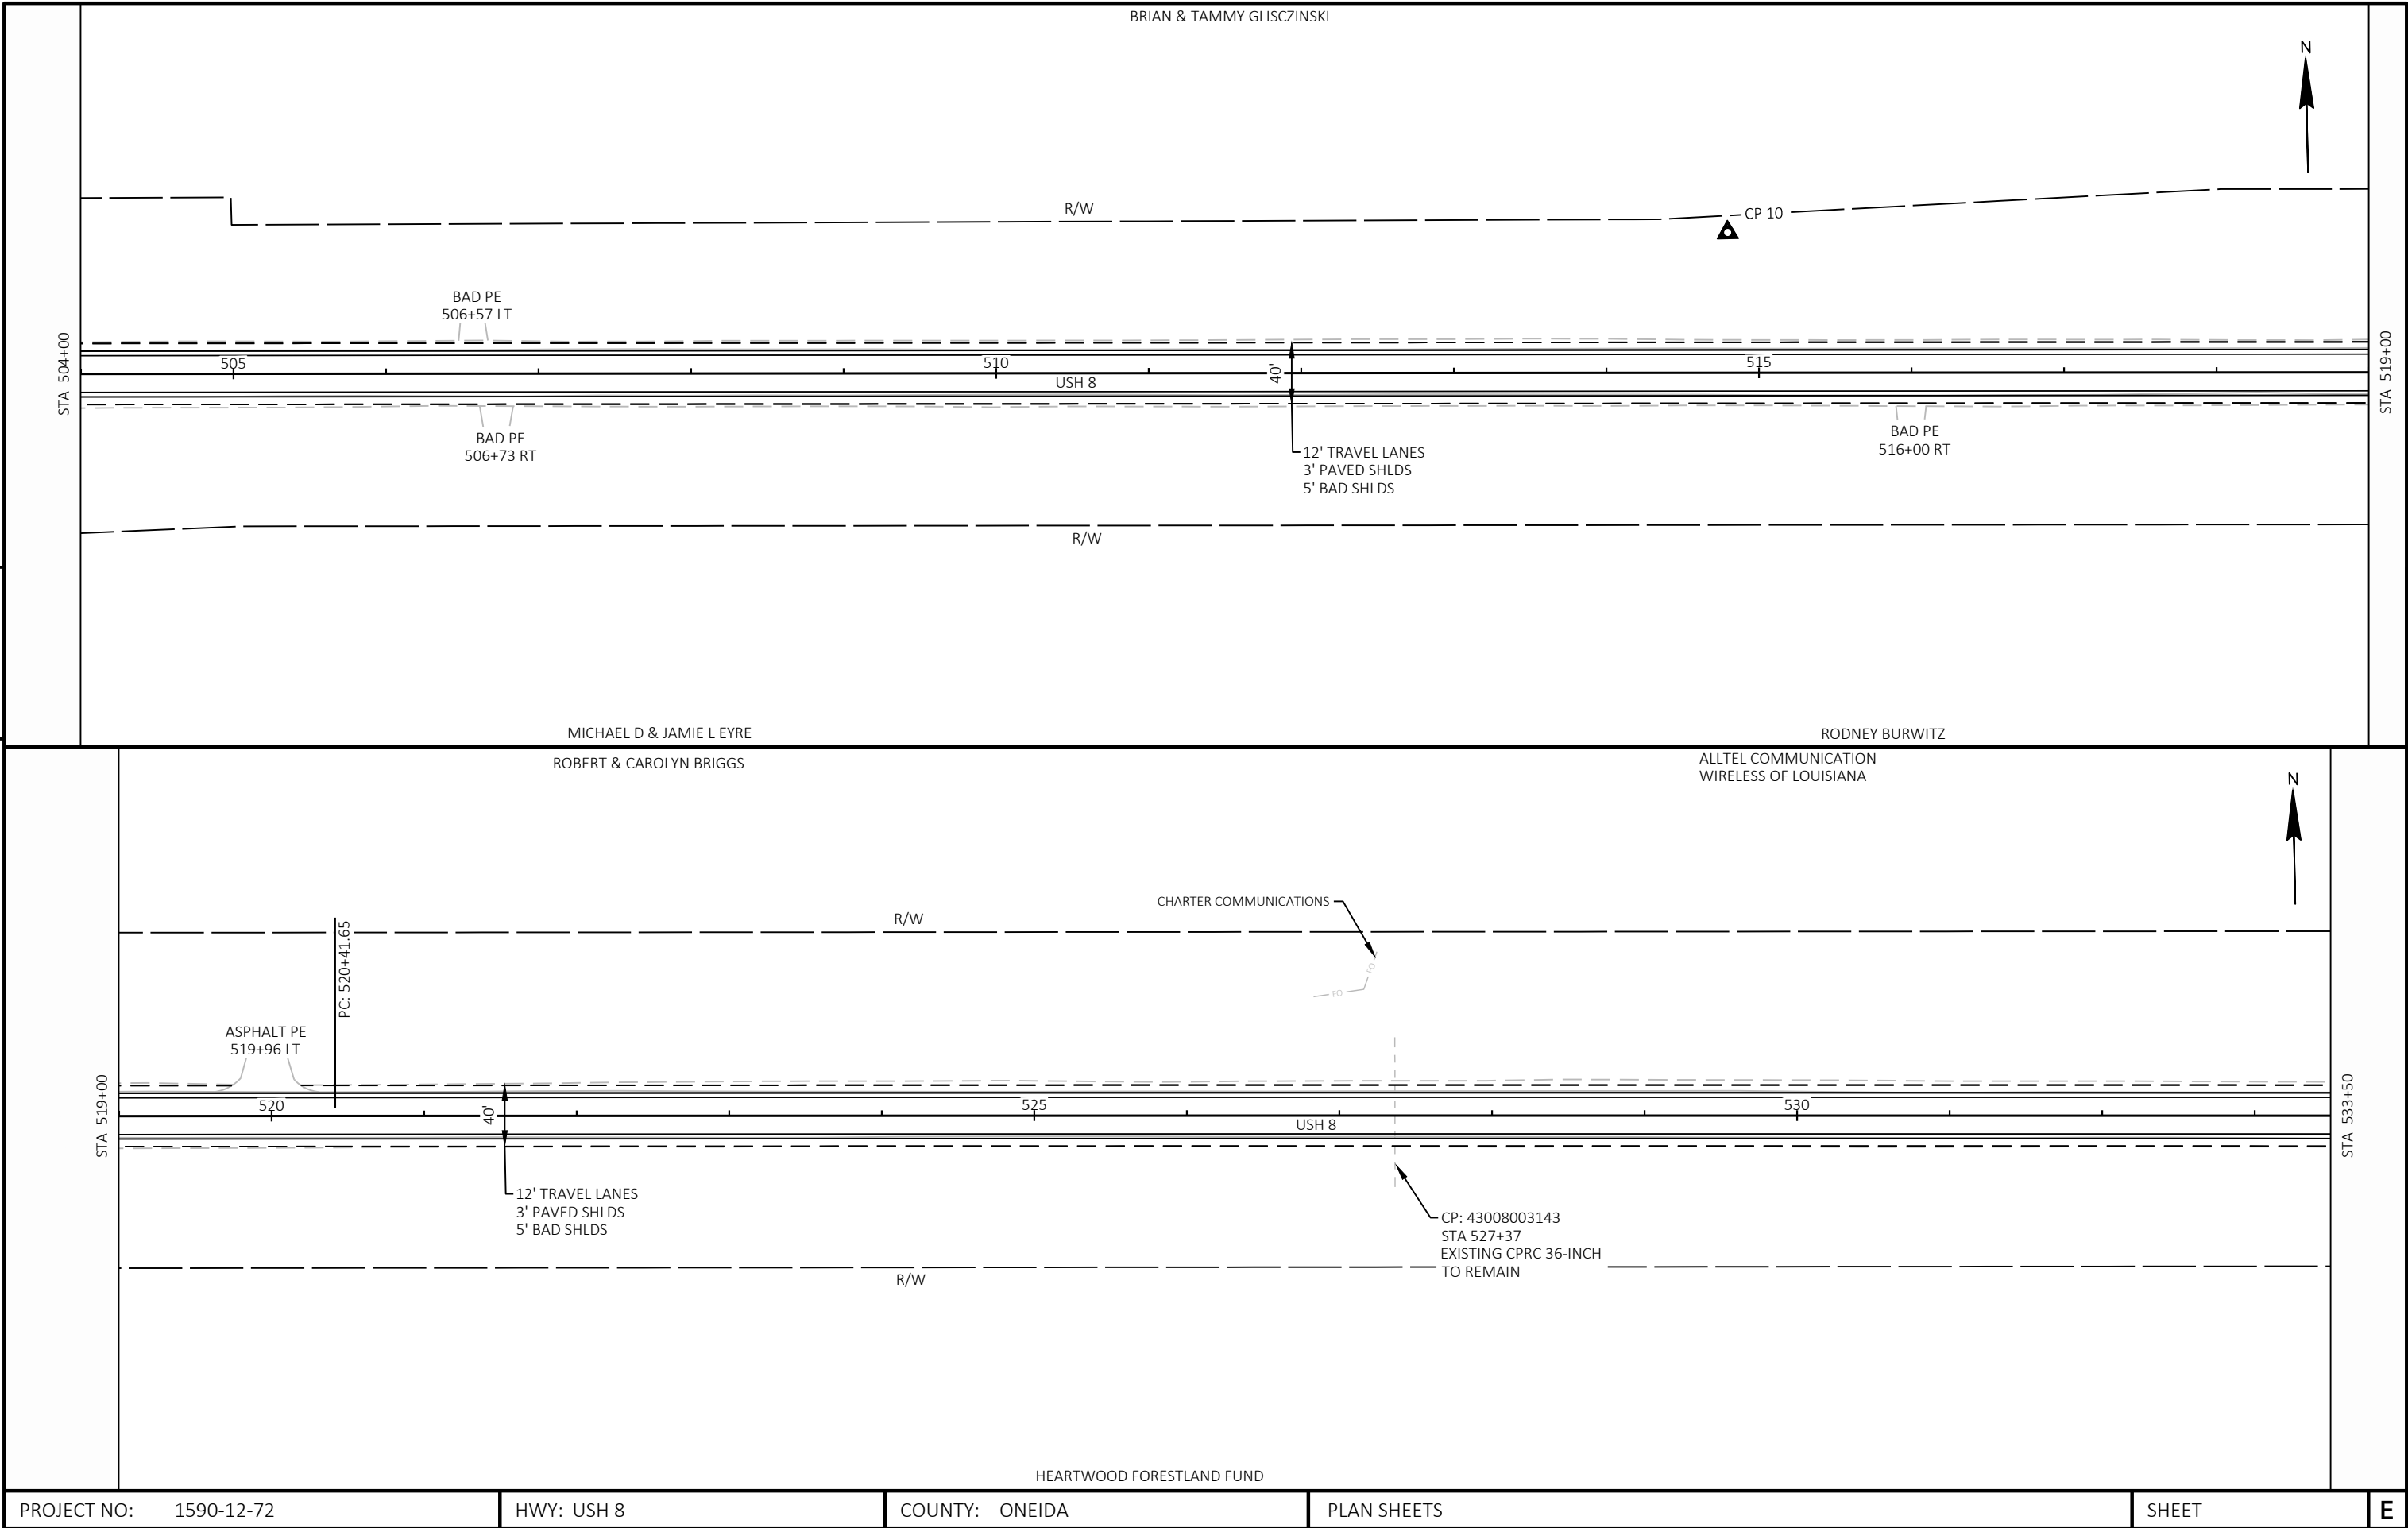 BRIAN & TAMMY GLISCZINSKI
N
R/W
CP 10
BAD PE
506+57 LT
STA 504+00
505
510
515
STA 519+00
40'
USH 8
BAD PE
506+73 RT
BAD PE
516+00 RT
12' TRAVEL LANES
3' PAVED SHLDS
5' BAD SHLDS
R/W
MICHAEL D & JAMIE L EYRE
RODNEY BURWITZ
ROBERT & CAROLYN BRIGGS
ALLTEL COMMUNICATION
WIRELESS OF LOUISIANA
N
CHARTER COMMUNICATIONS
R/W
PC: 520+41.65
FO
FO
ASPHALT PE
519+96 LT
STA 519+00
520
40'
525
530
STA 533+50
USH 8
12' TRAVEL LANES
3' PAVED SHLDS
5' BAD SHLDS
CP: 43008003143
STA 527+37
EXISTING CPRC 36-INCH
TO REMAIN
R/W
HEARTWOOD FORESTLAND FUND
PROJECT NO: 1590-12-72
HWY: USH 8
COUNTY: ONEIDA
PLAN SHEETS
SHEET
E